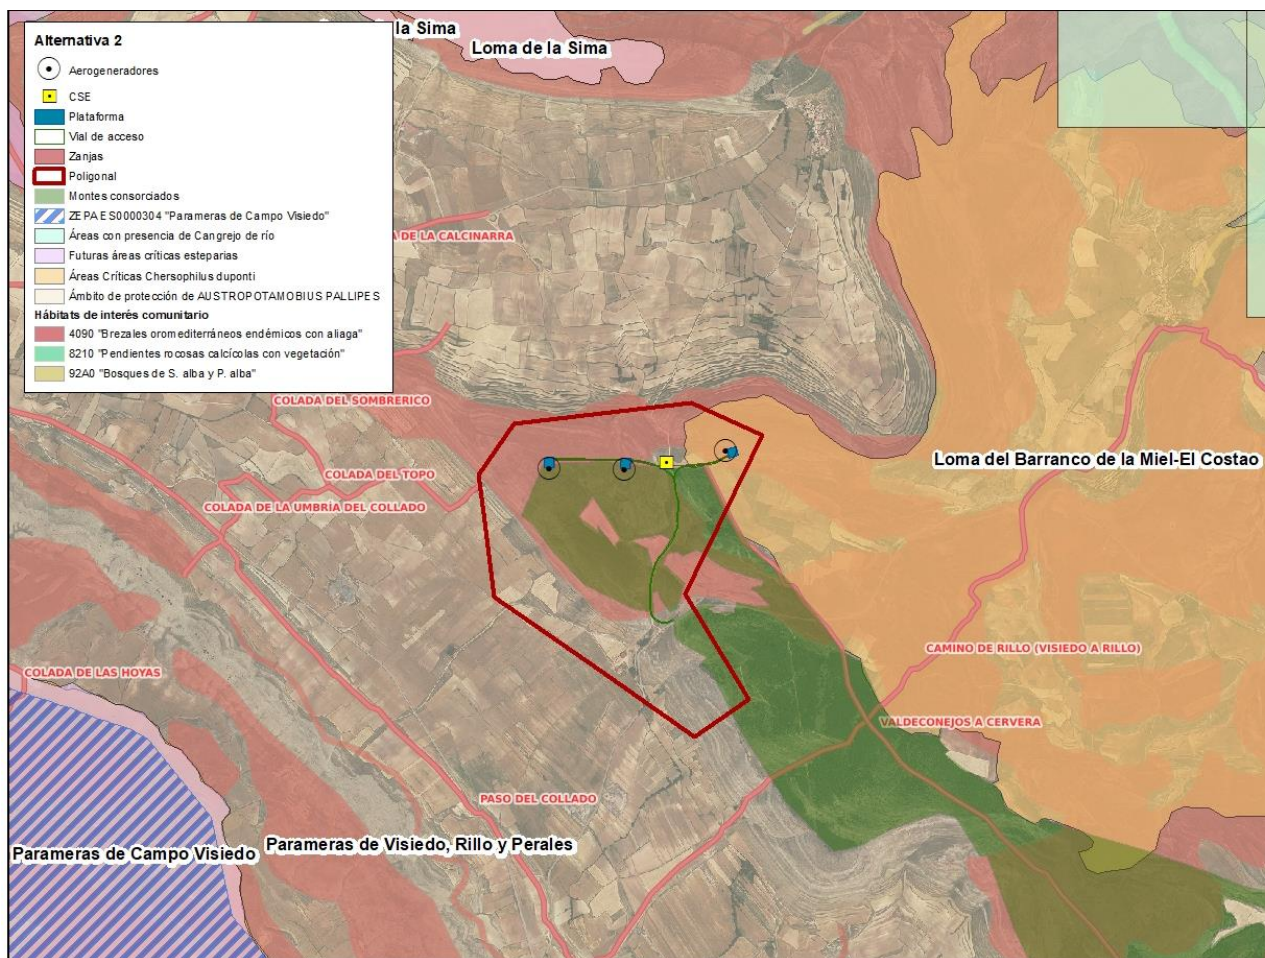 Alternativa 2
Aerogeneradores
CSE
Plataforma
Vial de acceso
Zanjas
Poligonal
Montes consorciados
ZEPA ES0000304 "Parameras de Campo Visiedo"
Áreas con presencia de Cangrejo de río
Futuras áreas críticas esteparias
Áreas Críticas Chersophilus duponti
Ámbito de protección de AUSTROPOTAMOBIUS PALLIPES
Hábitats de interés comunitario
4090 "Brezales oromediterráneos endémicos con aliaga"
8210 "Pendientes rocosas calcícolas con vegetación"
92A0 "Bosques de S. alba y P. alba"
la Sima
Loma de la Sima
DE LA CALCINARRA
COLADA DEL SOMBRERICO
COLADA DEL TOPO
COLADA DE LA UMBRÍA DEL COLLADO
Loma del Barranco de la Miel-El Costao
CAMINO DE RILLO (VISIEDO A RILLO)
COLADA DE LAS HOYAS
VALDECONEJOS A CERVERA
PASO DEL COLLADO
Parameras de Visiedo, Rillo y Perales
Parameras de Campo Visiedo